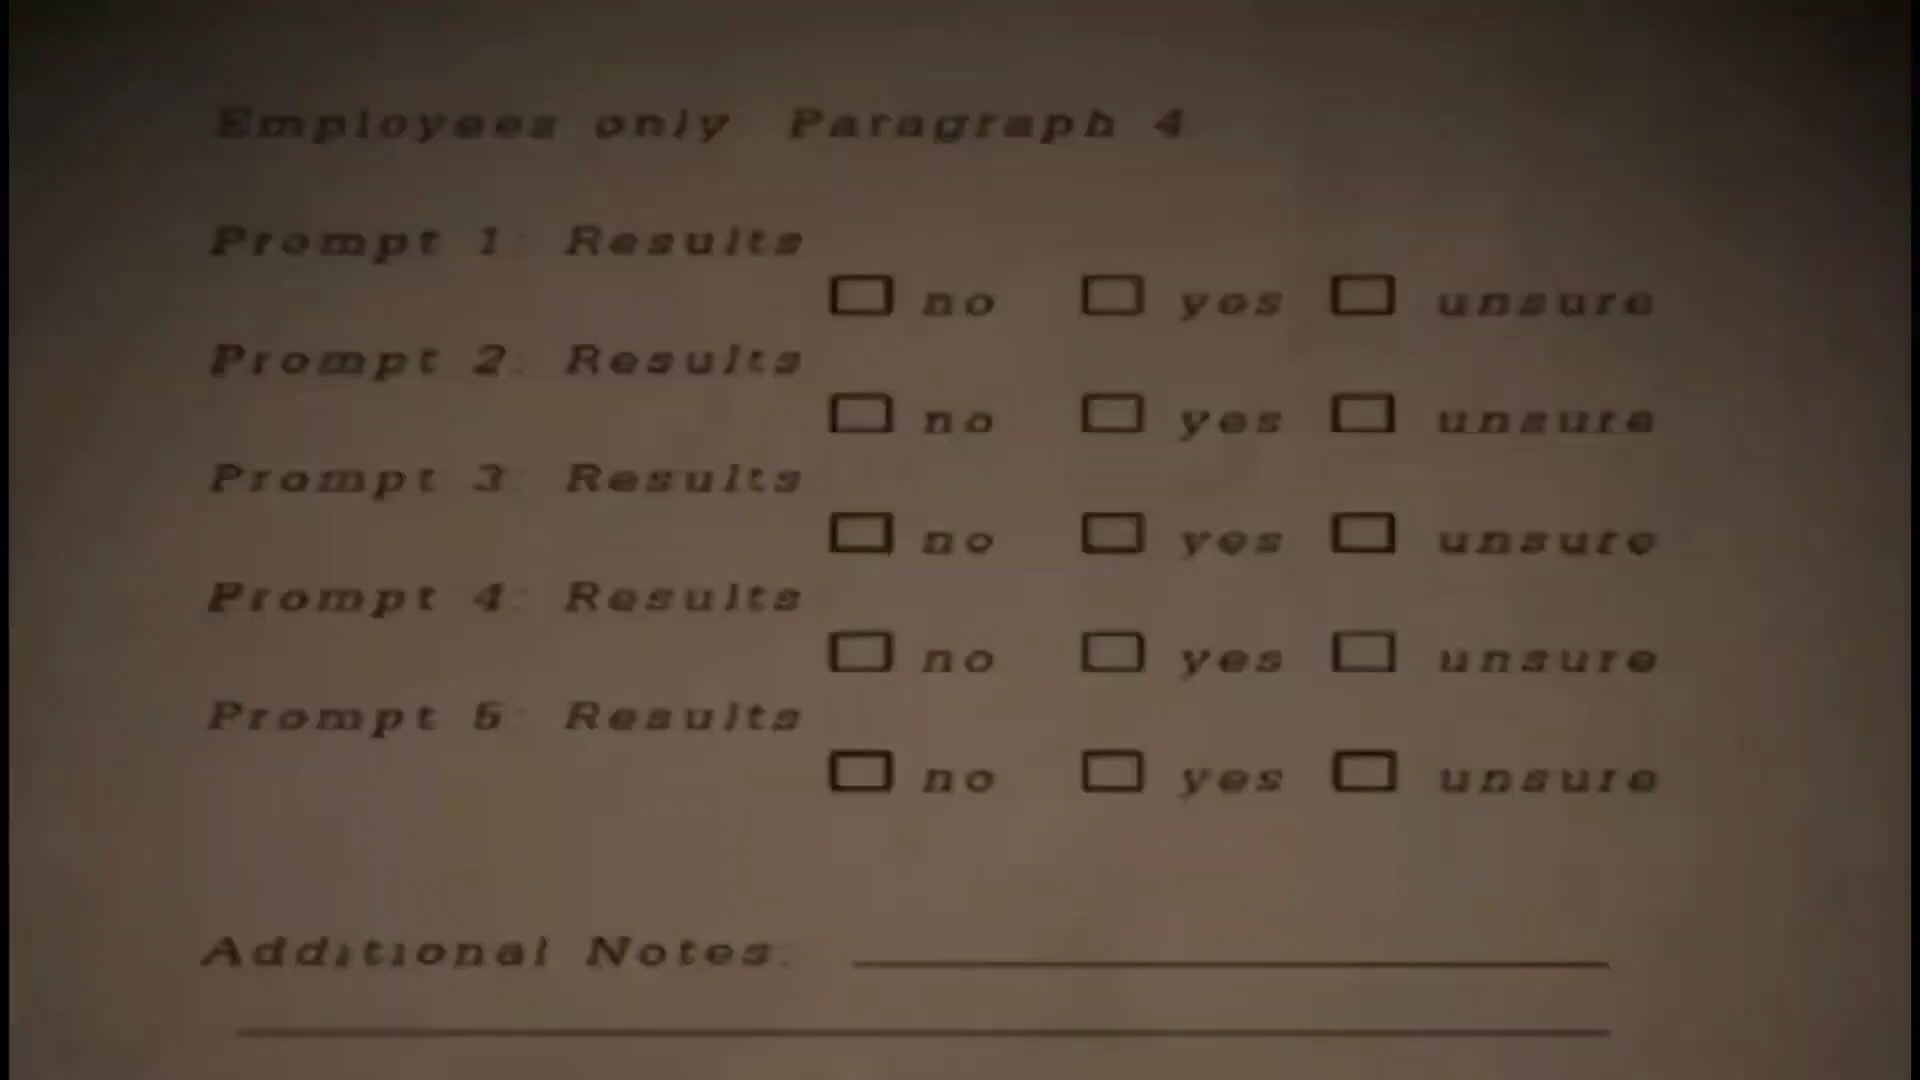 Employees only Paragraph 4
Prompt 1: Results
no yes unsure
Prompt 2: Results
no yes unsure
Prompt 3: Results
no yes unsure
Prompt 4: Results
no yes unsure
Prompt 5: Results
no yes unsure
Additional Notes: